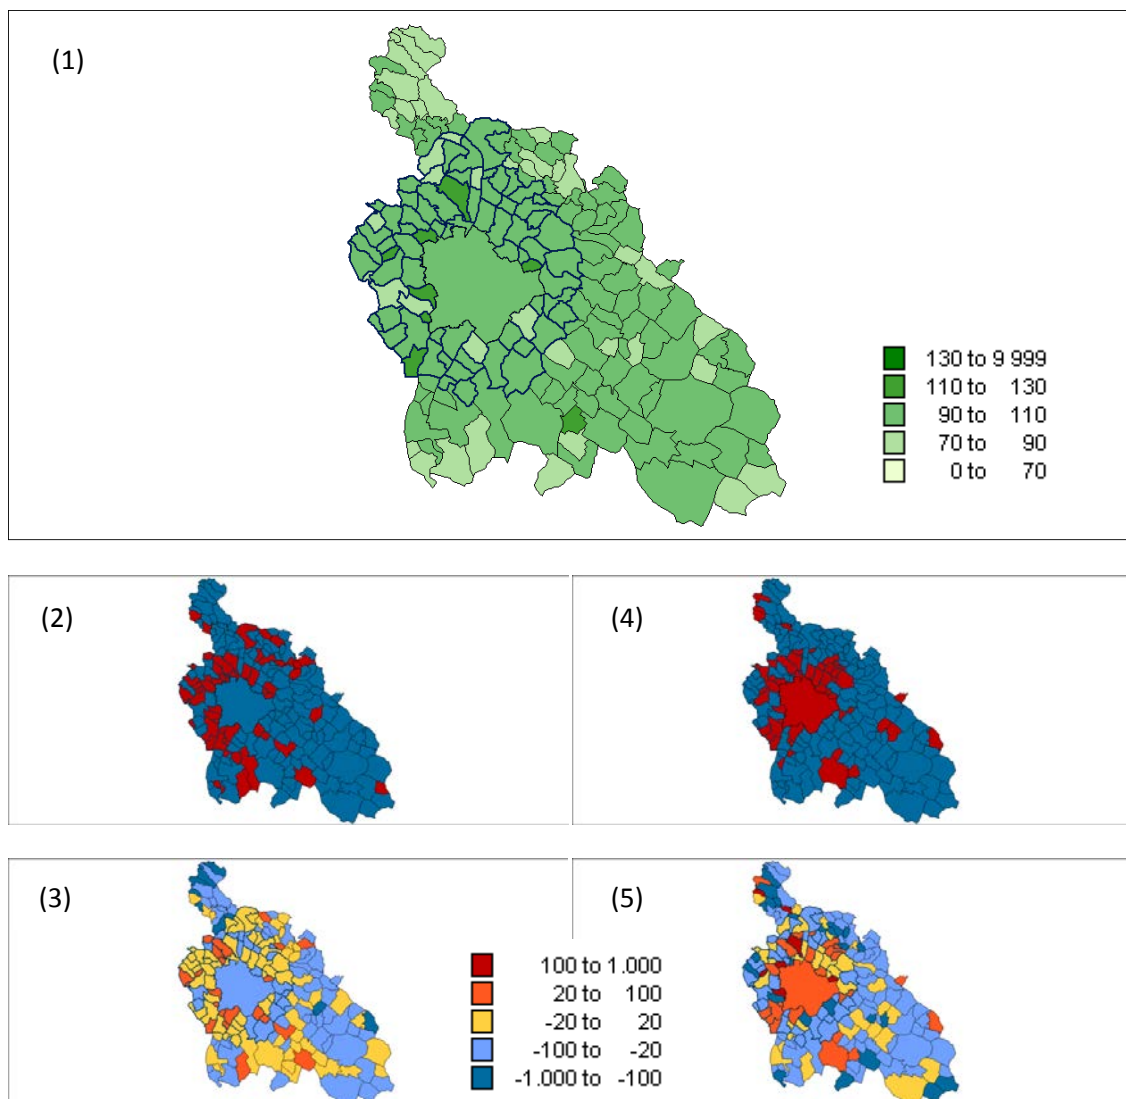 (1)
130 to 9 999
110 to 130
90 to 110
70 to 90
0 to 70
(2)
(4)
(3)
(5)
100 to 1.000
20 to 100
-20 to 20
-100 to -20
-1.000 to -100